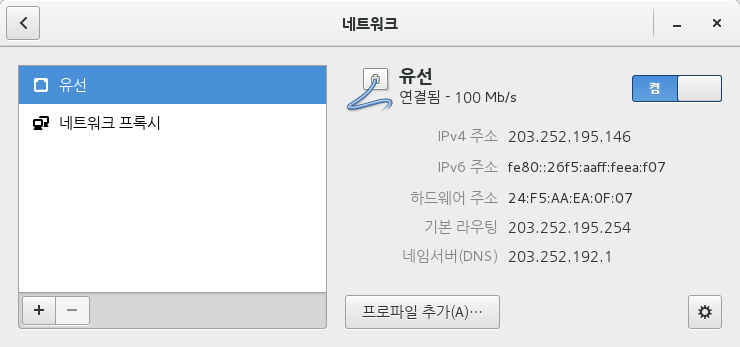 네트워크
유선
네트워크 프록시
유선
연결됨 - 100 Mb/s
켬
IPv4 주소 203.252.195.146
IPv6 주소 fe80::26f5:aaff:feea:f07
하드웨어 주소 24:F5:AA:EA:0F:07
기본 라우팅 203.252.195.254
네임서버(DNS) 203.252.192.1
프로파일 추가(A)…